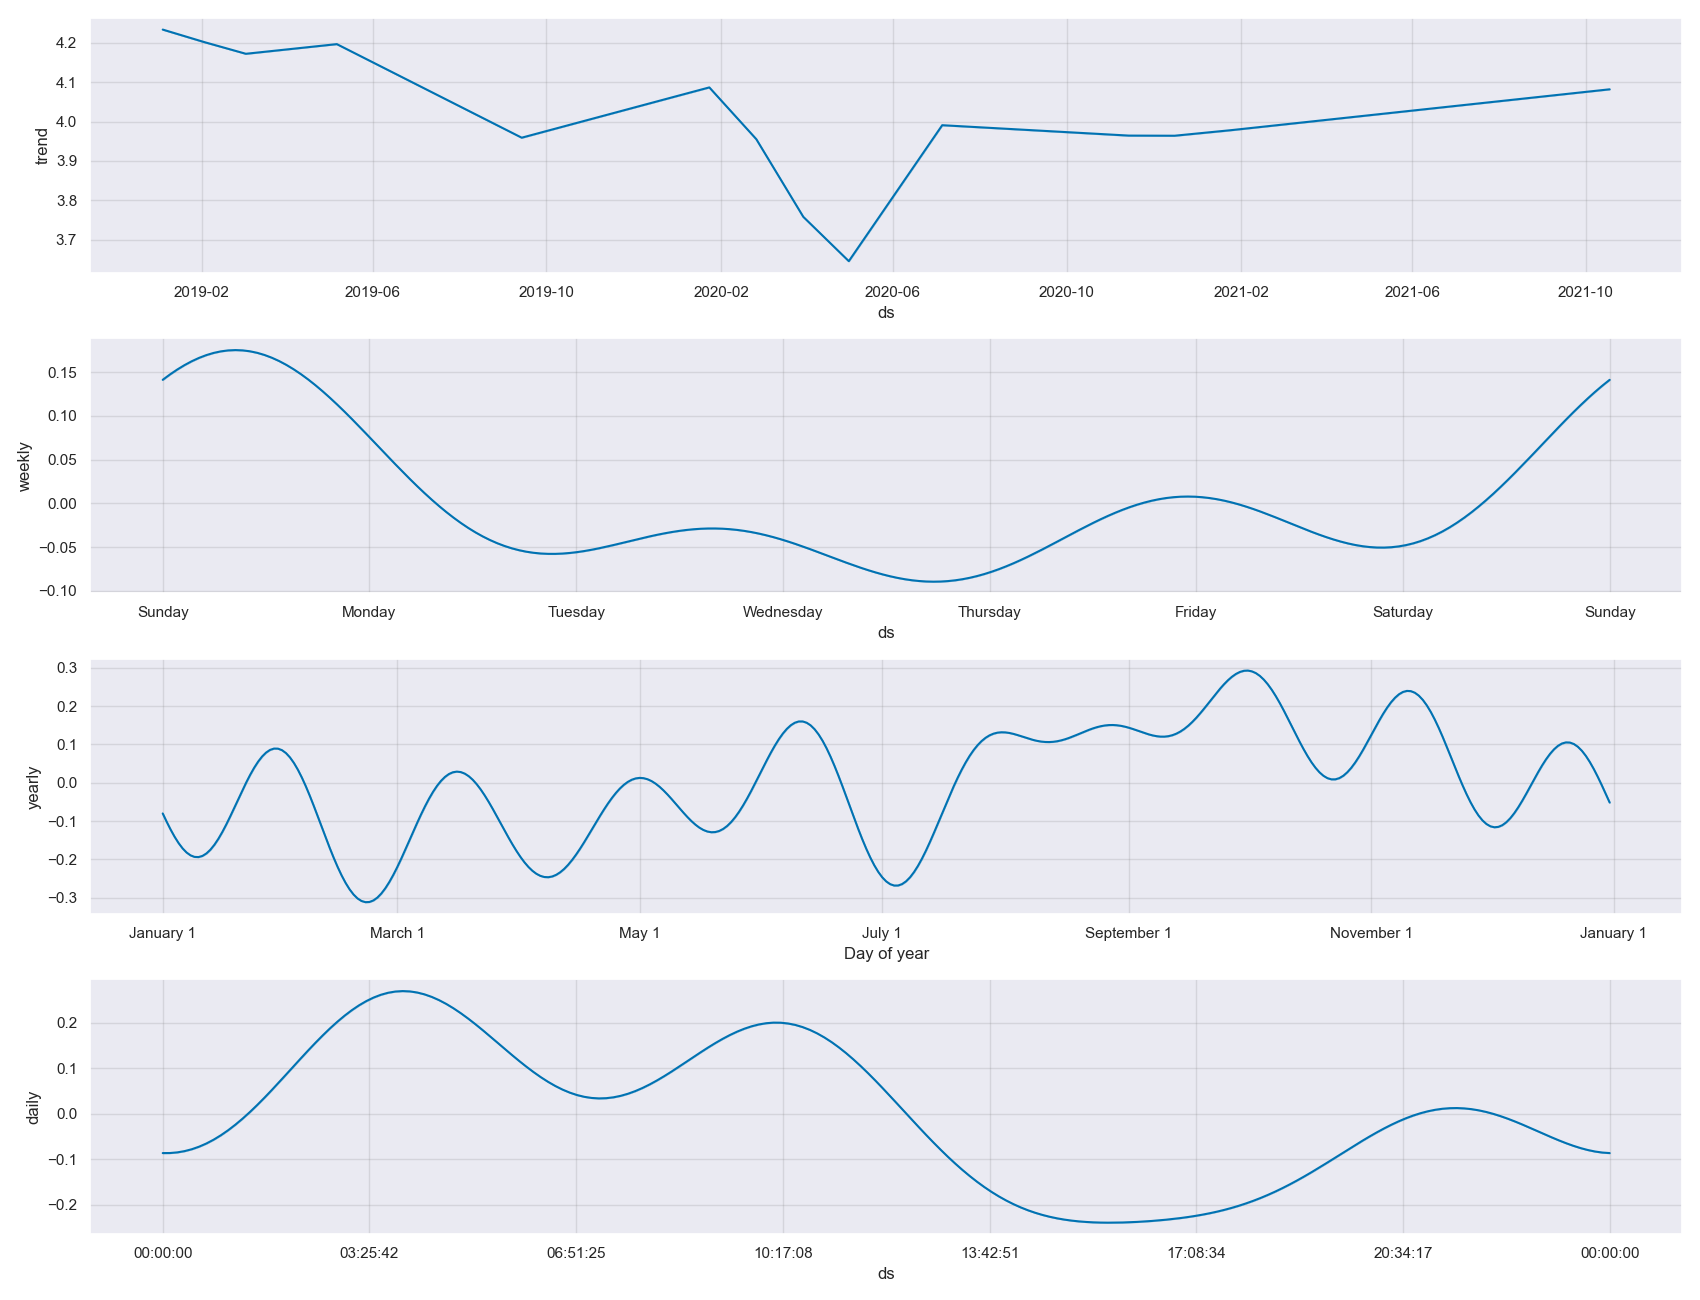 trend
4.2
4.1
4.0
3.9
3.8
3.7
2019-02 2019-06 2019-10 2020-02 2020-06 2020-10 2021-02 2021-06 2021-10
ds
weekly
0.15
0.10
0.05
0.00
−0.05
−0.10
Sunday Monday Tuesday Wednesday Thursday Friday Saturday Sunday
ds
yearly
0.3
0.2
0.1
0.0
−0.1
−0.2
−0.3
January 1 March 1 May 1 July 1 September 1 November 1 January 1
Day of year
daily
0.2
0.1
0.0
−0.1
−0.2
00:00:00 03:25:42 06:51:25 10:17:08 13:42:51 17:08:34 20:34:17 00:00:00
ds